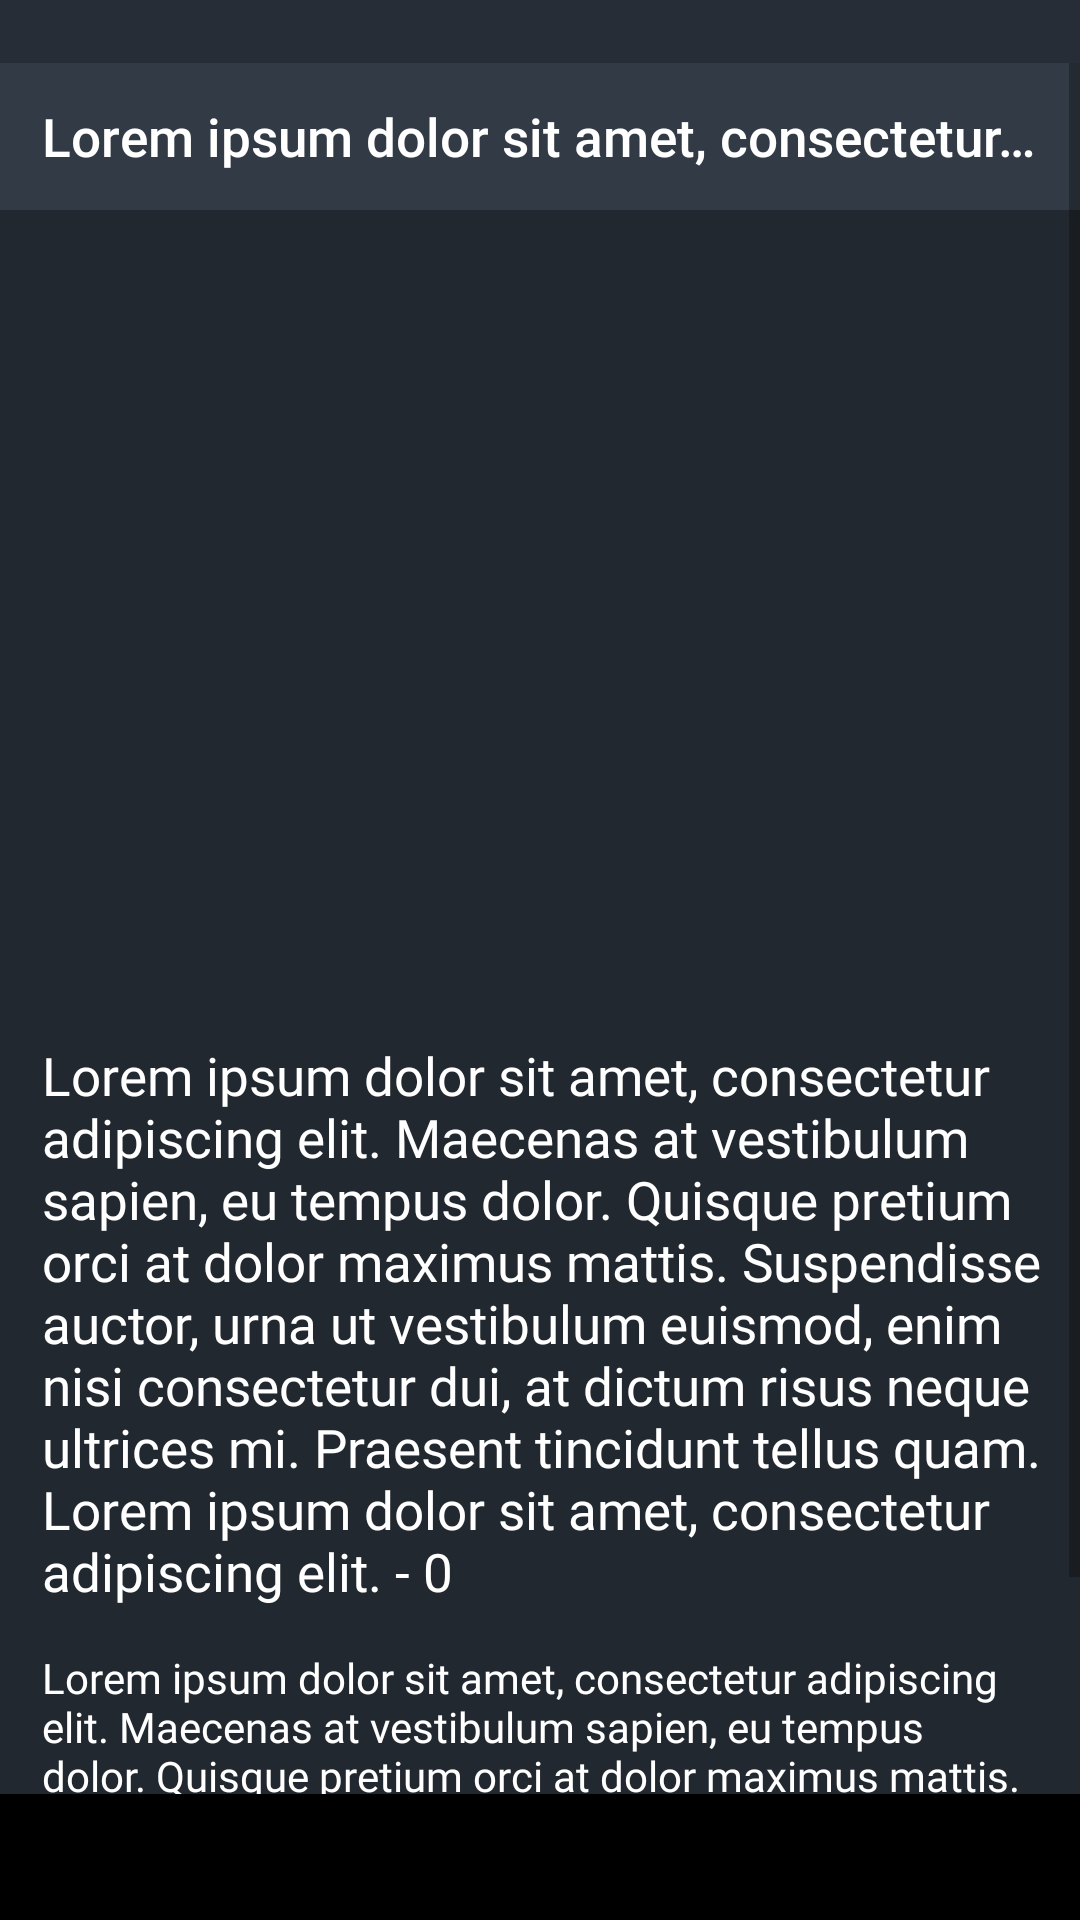 Lorem ipsum dolor sit amet, consectetur...
Lorem ipsum dolor sit amet, consectetur
adipiscing elit. Maecenas at vestibulum
sapien, eu tempus dolor. Quisque pretium
orci at dolor maximus mattis. Suspendisse
auctor, urna ut vestibulum euismod, enim
nisi consectetur dui, at dictum risus neque
ultrices mi. Praesent tincidunt tellus quam.
Lorem ipsum dolor sit amet, consectetur
adipiscing elit. - 0
Lorem ipsum dolor sit amet, consectetur adipiscing
elit. Maecenas at vestibulum sapien, eu tempus
dolor. Quisque pretium orci at dolor maximus mattis.